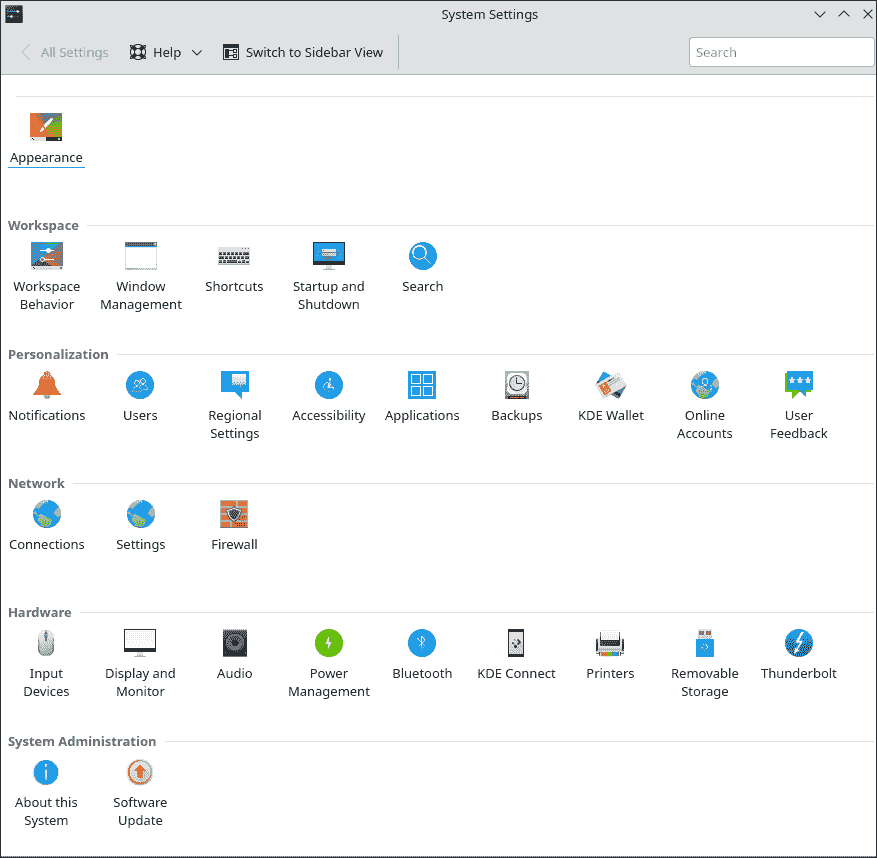 System Settings
All Settings Help Switch to Sidebar View Search
Appearance
Workspace
Workspace Behavior
Window Management
Shortcuts
Startup and Shutdown
Search
Personalization
Notifications
Users
Regional Settings
Accessibility
Applications
Backups
KDE Wallet
Online Accounts
User Feedback
Network
Connections
Settings
Firewall
Hardware
Input Devices
Display and Monitor
Audio
Power Management
Bluetooth
KDE Connect
Printers
Removable Storage
Thunderbolt
System Administration
About this System
Software Update